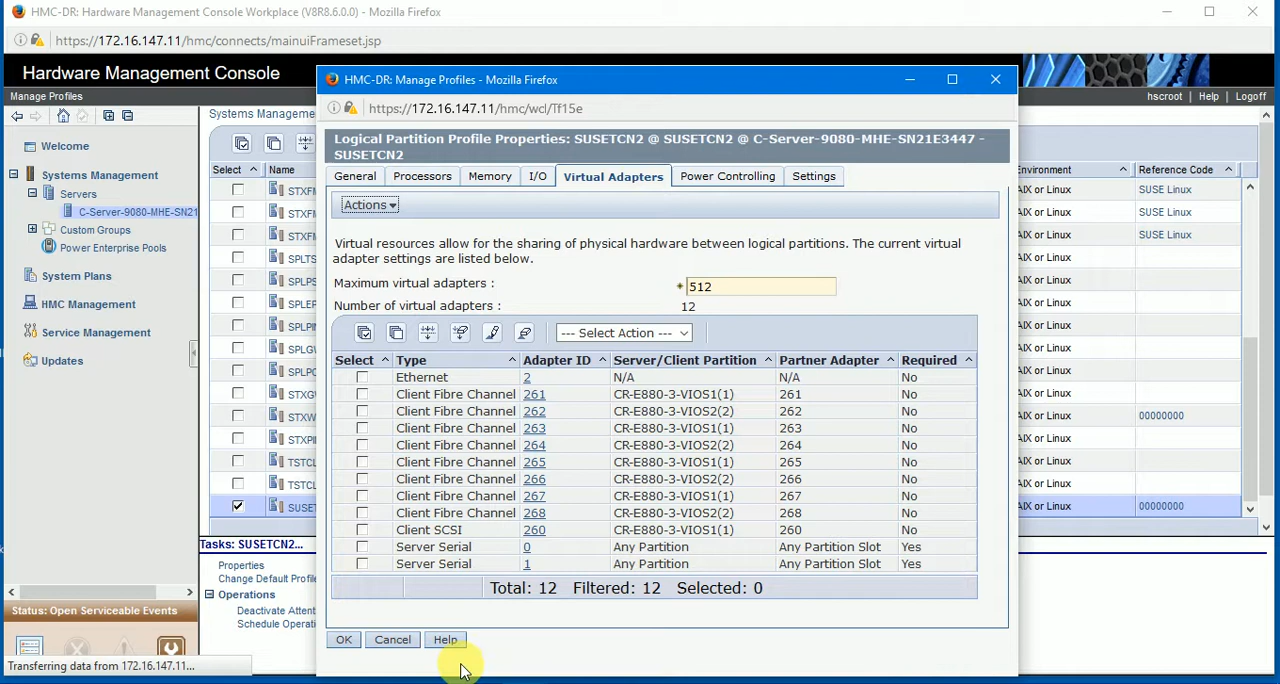 HMC-DR: Hardware Management Console Workplace (V8R8.6.0.0) - Mozilla Firefox
https://172.16.147.11/hmc/connects/mainuiFrameset.jsp
Hardware Management Console
Manage Profiles
hscroot | Help | Logoff
Welcome
Systems Management
Servers
C-Server-9080-MHE-SN21
Custom Groups
Power Enterprise Pools
System Plans
HMC Management
Service Management
Updates
Status: Open Serviceable Events
Transferring data from 172.16.147.11...
Systems Manageme
Select Name
STXFM
STXFM
STXFM
SPLTS
SPLPS
SPLEP
SPLPI
SPLGV
SPLPO
STXGV
STXW
STXPI
TSTCL
TSTCL
SUSET
Tasks: SUSETCN2...
Properties
Change Default Profile
Operations
Deactivate Attent
Schedule Operati
HMC-DR: Manage Profiles - Mozilla Firefox
https://172.16.147.11/hmc/wcl/Tf15e
Logical Partition Profile Properties: SUSETCN2 @ SUSETCN2 @ C-Server-9080-MHE-SN21E3447 -
SUSETCN2
General Processors Memory I/O Virtual Adapters Power Controlling Settings
Actions
Virtual resources allow for the sharing of physical hardware between logical partitions. The current virtual
adapter settings are listed below.
Maximum virtual adapters : 512
Number of virtual adapters : 12
--- Select Action ---
Select Type Adapter ID Server/Client Partition Partner Adapter Required
Ethernet 2 N/A N/A No
Client Fibre Channel 261 CR-E880-3-VIOS1(1) 261 No
Client Fibre Channel 262 CR-E880-3-VIOS2(2) 262 No
Client Fibre Channel 263 CR-E880-3-VIOS1(1) 263 No
Client Fibre Channel 264 CR-E880-3-VIOS2(2) 264 No
Client Fibre Channel 265 CR-E880-3-VIOS1(1) 265 No
Client Fibre Channel 266 CR-E880-3-VIOS2(2) 266 No
Client Fibre Channel 267 CR-E880-3-VIOS1(1) 267 No
Client Fibre Channel 268 CR-E880-3-VIOS2(2) 268 No
Client SCSI 260 CR-E880-3-VIOS1(1) 260 No
Server Serial 0 Any Partition Any Partition Slot Yes
Server Serial 1 Any Partition Any Partition Slot Yes
Total: 12 Filtered: 12 Selected: 0
OK Cancel Help
Environment Reference Code
AIX or Linux SUSE Linux
AIX or Linux SUSE Linux
AIX or Linux SUSE Linux
AIX or Linux
AIX or Linux
AIX or Linux
AIX or Linux
AIX or Linux
AIX or Linux
AIX or Linux
AIX or Linux 00000000
AIX or Linux
AIX or Linux
AIX or Linux
AIX or Linux 00000000